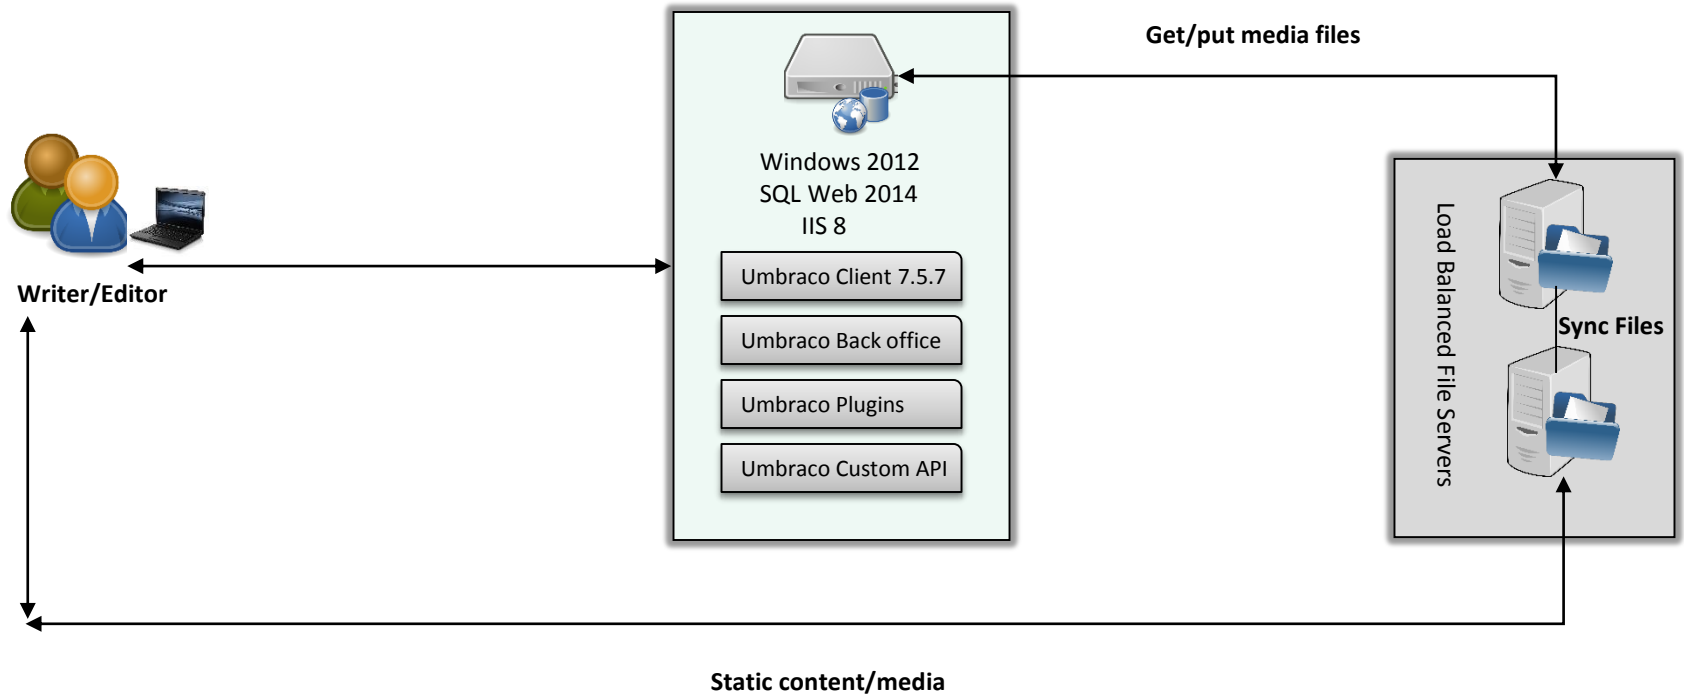 Get/put media files
Windows 2012
SQL Web 2014
IIS 8
Umbraco Client 7.5.7
Umbraco Back office
Umbraco Plugins
Umbraco Custom API
Writer/Editor
Load Balanced File Servers
Sync Files
Static content/media